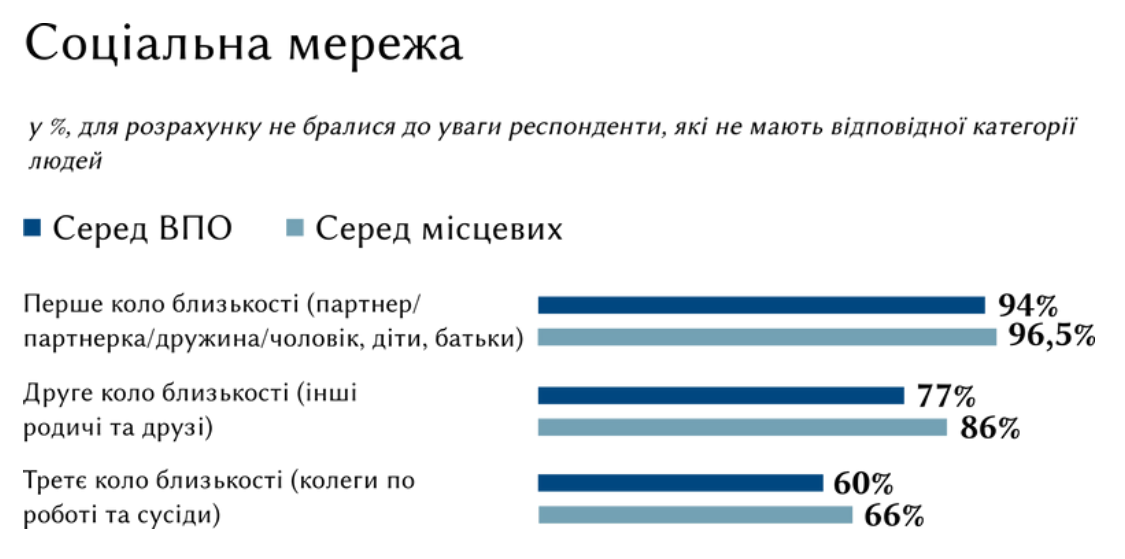 Соціальна мережа
у %, для розрахунку не бралися до уваги респонденти, які не мають відповідної категорії
людей
Серед ВПО Серед місцевих
Перше коло близькості (партнер/
партнерка/дружина/чоловік, діти, батьки)
94%
96,5%
Друге коло близькості (інші
родичі та друзі)
77%
86%
Третє коло близькості (колеги по
роботі та сусіди)
60%
66%